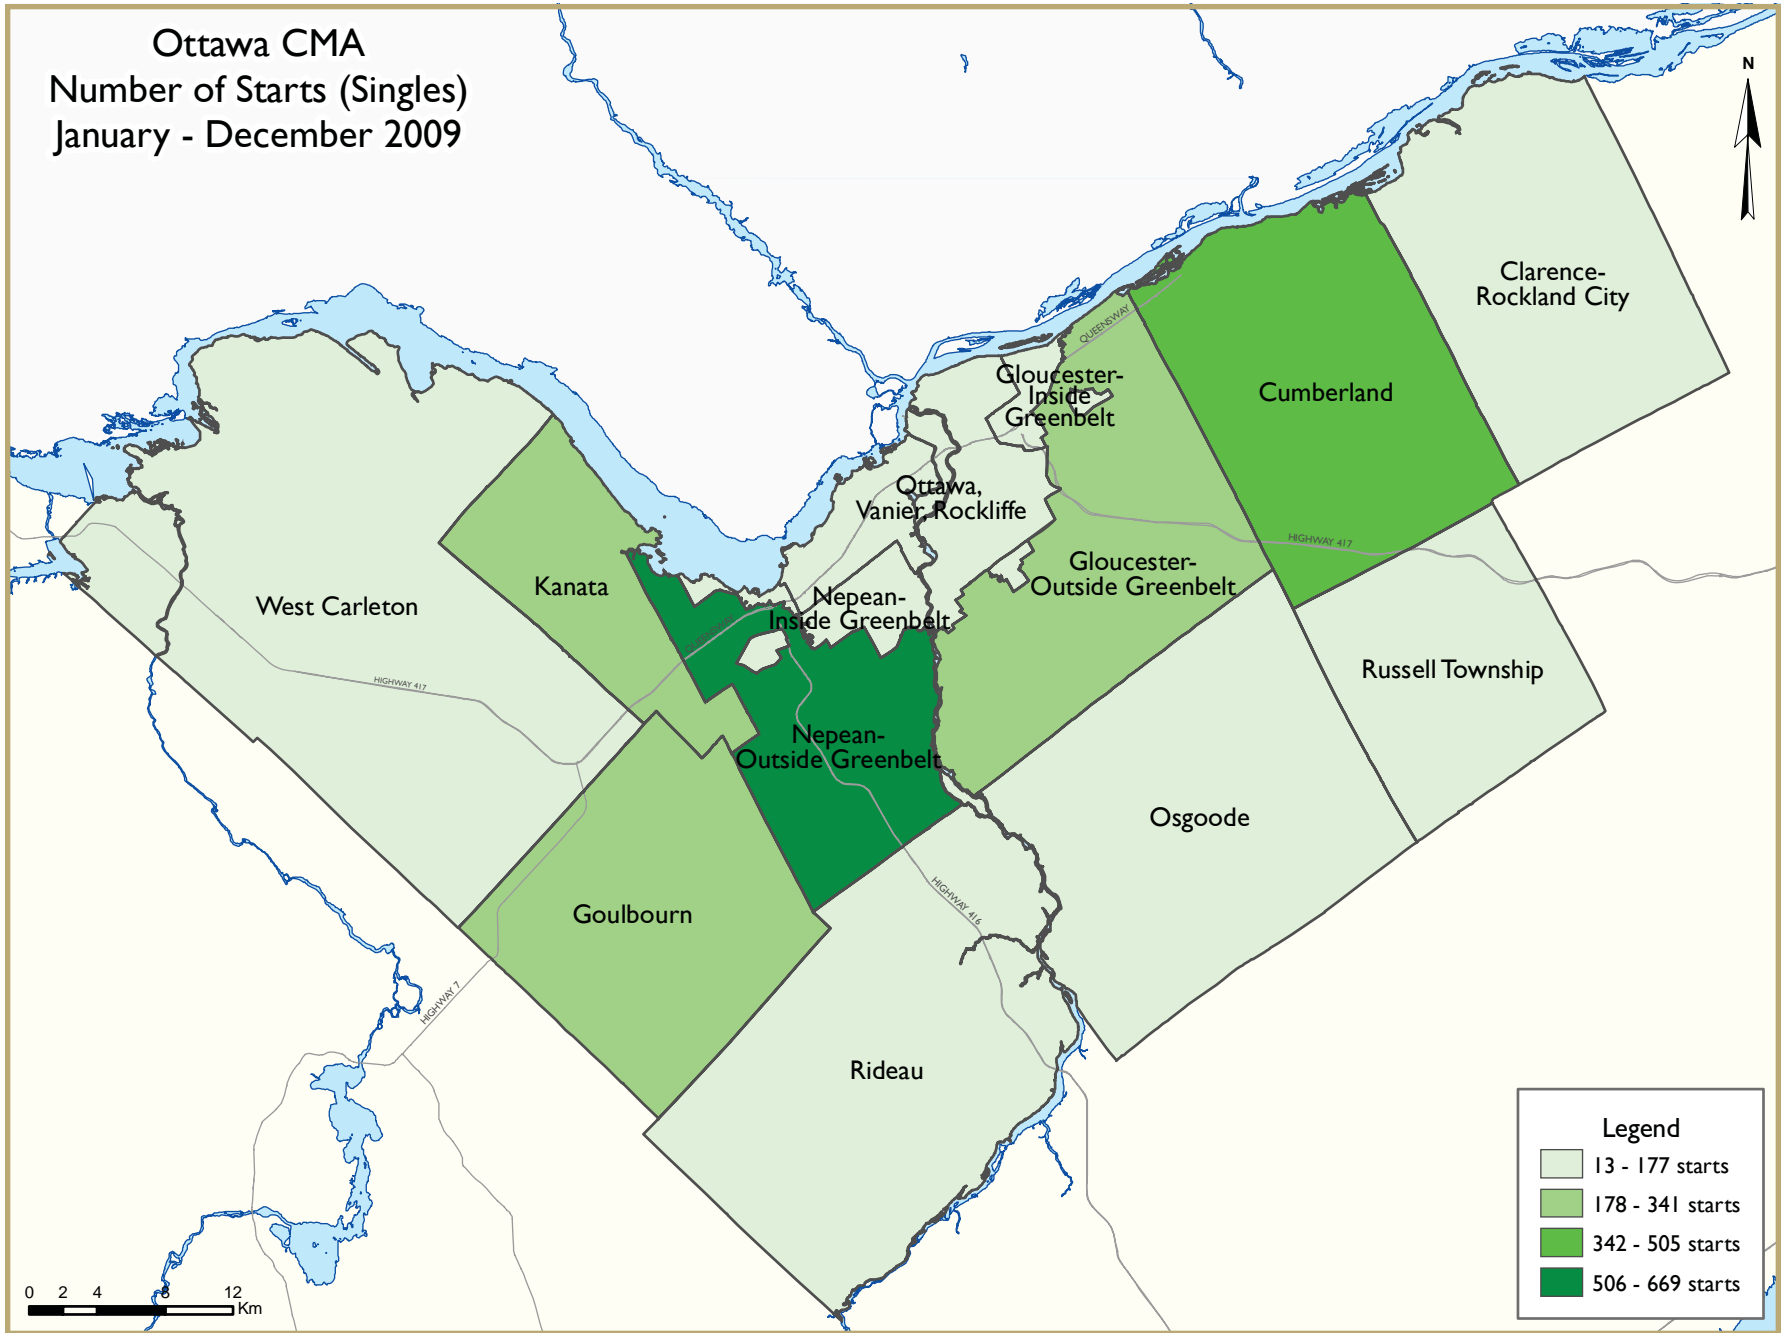 Ottawa CMA
Number of Starts (Singles)
January - December 2009
N
Clarence-
Rockland City
QUEENSWAY
Gloucester-
Inside
Greenbelt
Cumberland
Ottawa,
Vanier, Rockliffe
HIGHWAY 417
Gloucester-
Outside Greenbelt
Kanata
West Carleton
Nepean-
Inside Greenbelt
QUEENSWAY
Russell Township
HIGHWAY 417
Nepean-
Outside Greenbelt
Osgoode
Goulbourn
HIGHWAY 416
HIGHWAY 7
Rideau
Legend
13 - 177 starts
178 - 341 starts
342 - 505 starts
506 - 669 starts
0 2 4 8 12
Km